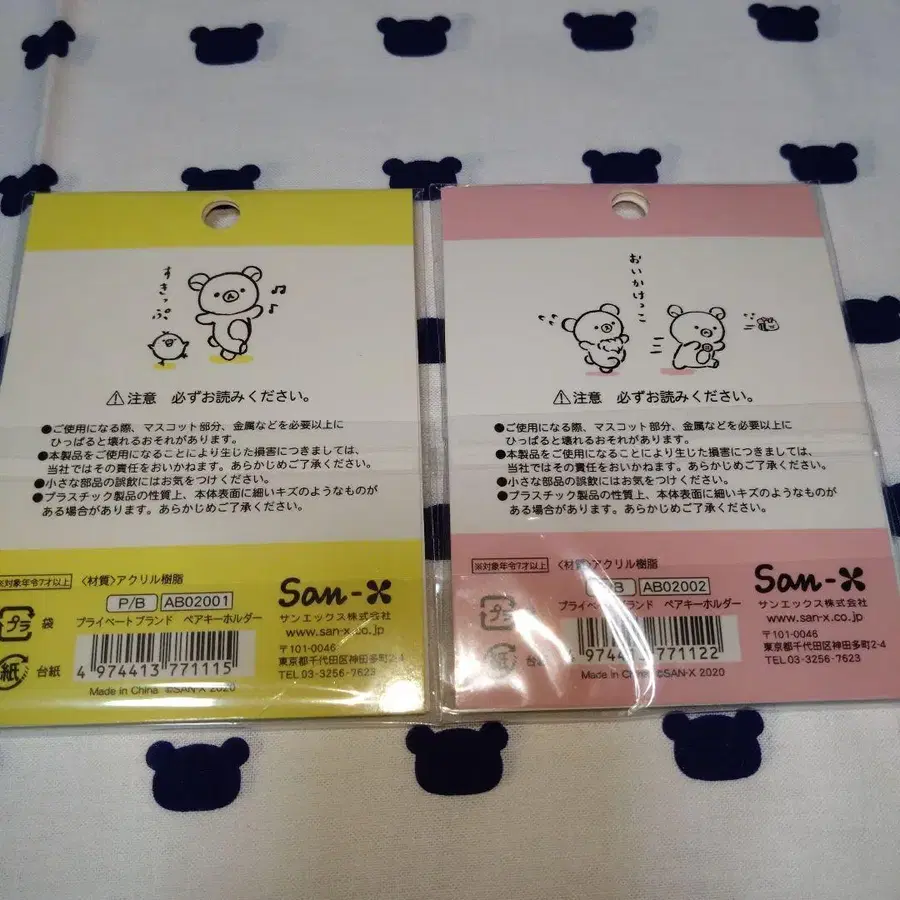 すきっぷ
♪♪
⚠注意 必ずお読みください。
●ご使用になる際、マスコット部分、金属などを必要以上に
ひっぱると壊れるおそれがあります。
●本製品をご使用になることにより生じた損害につきましては、
当社ではその責任をおいかねます。あらかじめご了承ください。
●小さな部品の誤飲にはお気をつけください。
●プラスチック製品の性質上、本体表面に細いキズのようなものが
ある場合があります。あらかじめご了承ください。
※対象年令7才以上 〈材質〉アクリル樹脂
P/B AB02001
プライベートブランド ペアキーホルダー
プラ 袋
紙 台紙
4 974413 771115
Made in China ©SAN-X 2020
San-X
サンエックス株式会社
www.san-x.co.jp
〒101-0046
東京都千代田区神田多町2-4
TEL 03-3256-7623
おいかけっこ
⚠注意 必ずお読みください。
●ご使用になる際、マスコット部分、金属などを必要以上に
ひっぱると壊れるおそれがあります。
●本製品をご使用になることにより生じた損害につきましては、
当社ではその責任をおいかねます。あらかじめご了承ください。
●小さな部品の誤飲にはお気をつけください。
●プラスチック製品の性質上、本体表面に細いキズのようなものが
ある場合があります。あらかじめご了承ください。
※対象年令7才以上 〈材質〉アクリル樹脂
P/B AB02002
プライベートブランド ペアキーホルダー
プラ 袋
紙 台紙
4 974413 771122
Made in China ©SAN-X 2020
San-X
サンエックス株式会社
www.san-x.co.jp
〒101-0046
東京都千代田区神田多町2-4
TEL 03-3256-7623